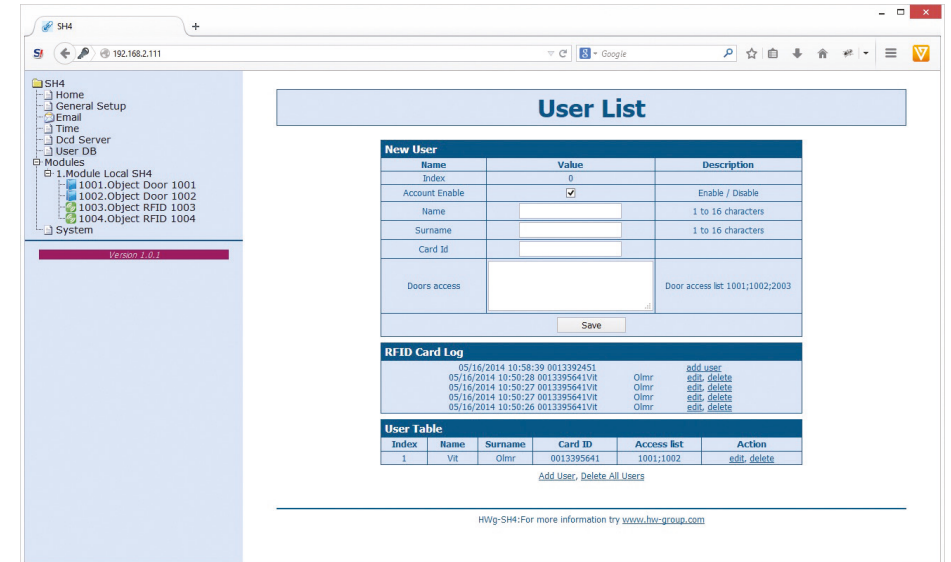 SH4
192.168.2.111
Google
SH4
Home
General Setup
Email
Time
Dcd Server
User DB
Modules
1.Module Local SH4
1001.Object Door 1001
1002.Object Door 1002
1003.Object RFID 1003
1004.Object RFID 1004
System
Version 1.0.1
User List
New User
Name Value Description
Index 0
Account Enable Enable / Disable
Name 1 to 16 characters
Surname 1 to 16 characters
Card Id
Doors access Door access list 1001;1002;2003
Save
RFID Card Log
05/16/2014 10:58:39 0013392451 add user
05/16/2014 10:50:28 0013395641Vit Olmr edit, delete
05/16/2014 10:50:27 0013395641Vit Olmr edit, delete
05/16/2014 10:50:27 0013395641Vit Olmr edit, delete
05/16/2014 10:50:26 0013395641Vit Olmr edit, delete
User Table
Index Name Surname Card ID Access list Action
1 Vit Olmr 0013395641 1001;1002 edit, delete
Add User, Delete All Users
HWg-SH4:For more information try www.hw-group.com